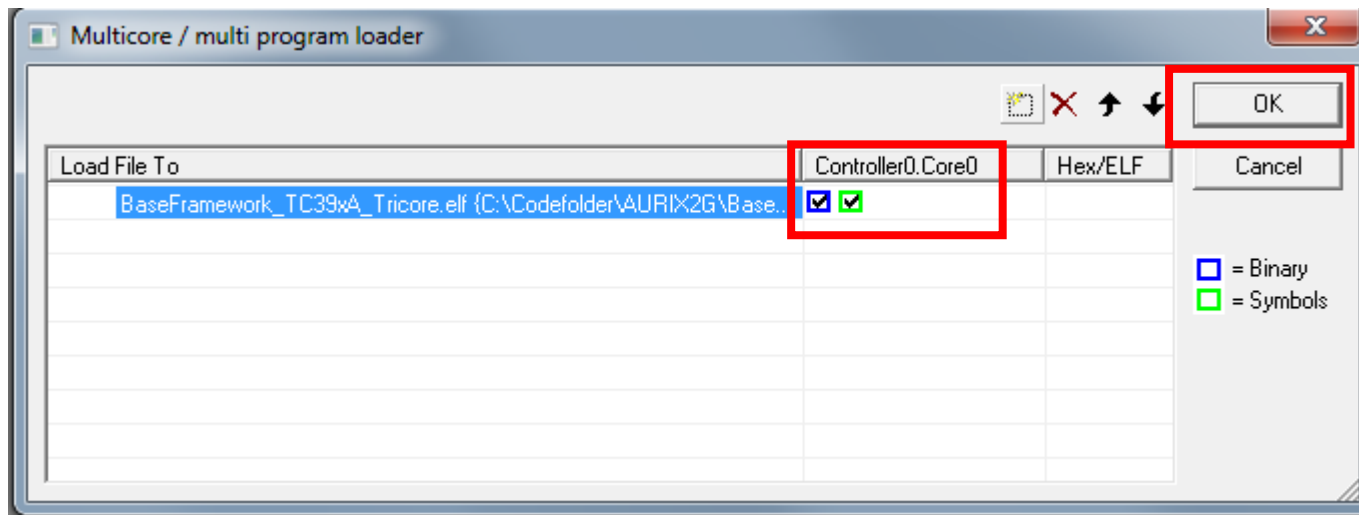 Multicore / multi program loader
OK
Load File To
Controller0.Core0
Hex/ELF
Cancel
BaseFramework_TC39xA_Tricore.elf {C:\Codefolder\AURIX2G\Base...
= Binary
= Symbols